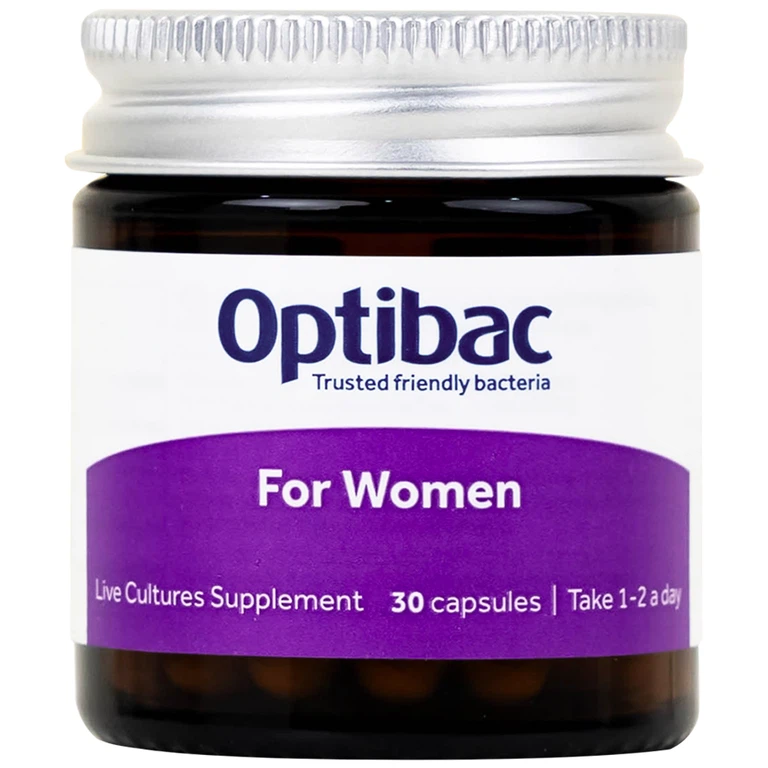 Optibac
Trusted friendly bacteria
For Women
Live Cultures Supplement 30 capsules | Take 1-2 a day